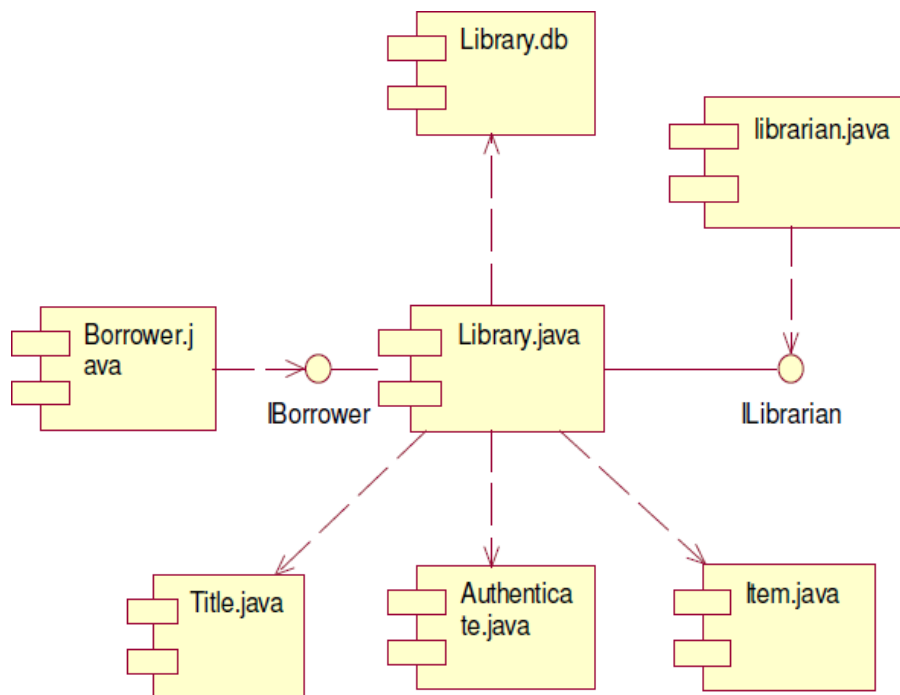 Library.db
librarian.java
Borrower.j
ava
Library.java
IBorrower
ILibrarian
Title.java
Authentica
te.java
Item.java